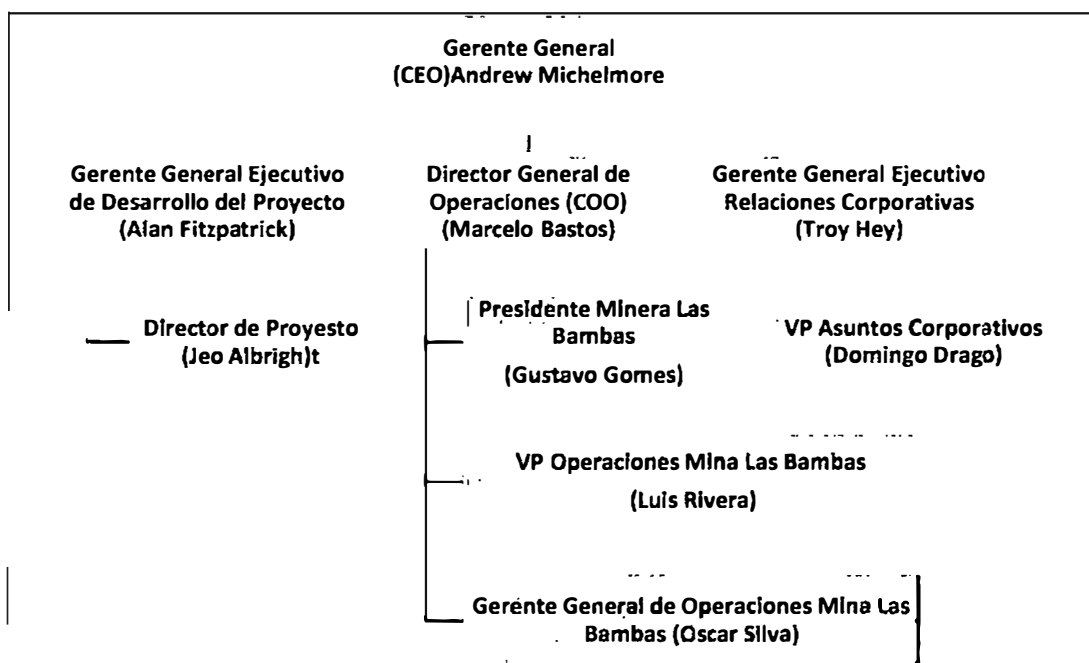 Gerente General
(CEO)Andrew Michelmore
Gerente General Ejecutivo
de Desarrollo del Proyecto
(Alan Fitzpatrick)
Director General de
Operaciones (COO)
(Marcelo Bastos)
Gerente General Ejecutivo
Relaciones Corporativas
(Troy Hey)
Director de Proyesto
(Jeo Albrigh)t
Presidente Minera Las
Bambas
(Gustavo Gomes)
VP Asuntos Corporativos
(Domingo Drago)
VP Operaciones Mina Las Bambas
(Luis Rivera)
Gerente General de Operaciones Mina Las
Bambas (Oscar Silva)